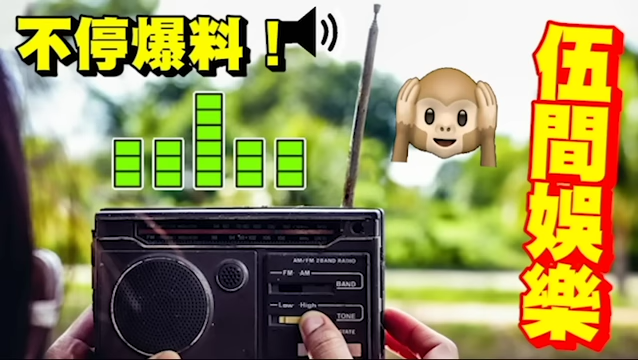 不停爆料！
伍間娛樂
AM/FM 2 BAND RADIO
FM AM
BAND
Low High
TONE
STATE